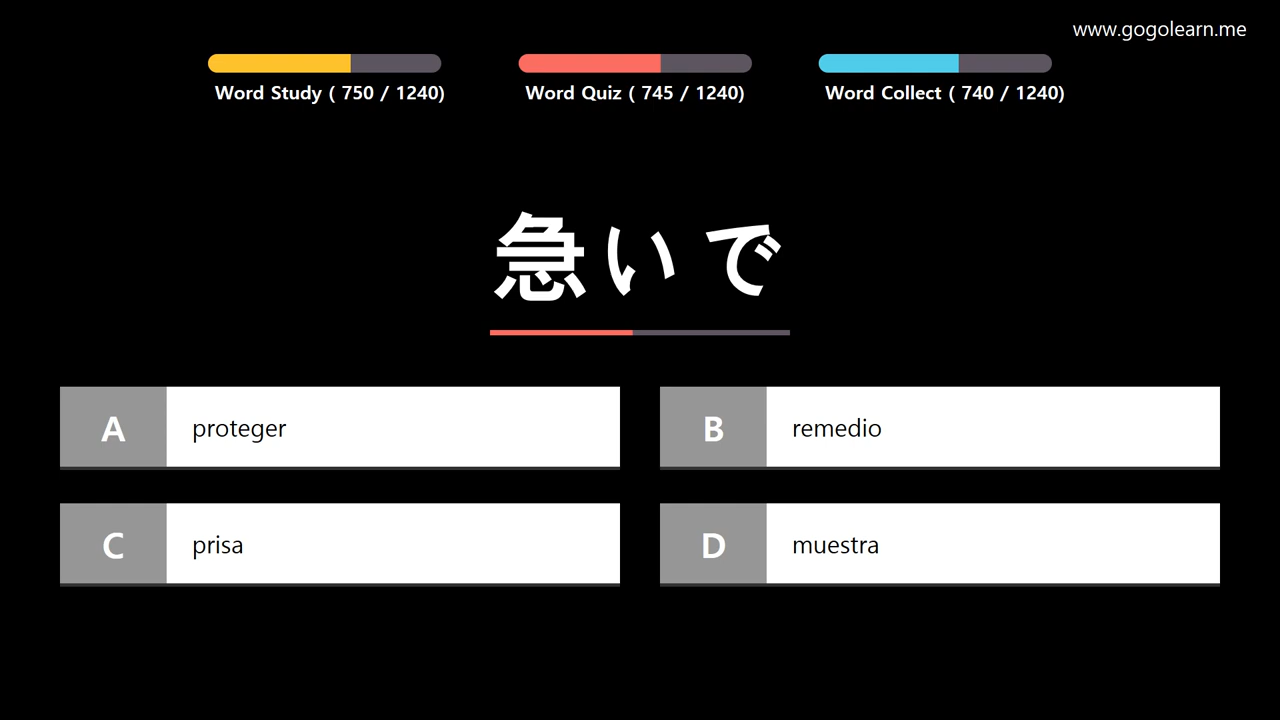 www.gogolearn.me
Word Study ( 750 / 1240)
Word Quiz ( 745 / 1240)
Word Collect ( 740 / 1240)
急いで
A proteger
B remedio
C prisa
D muestra